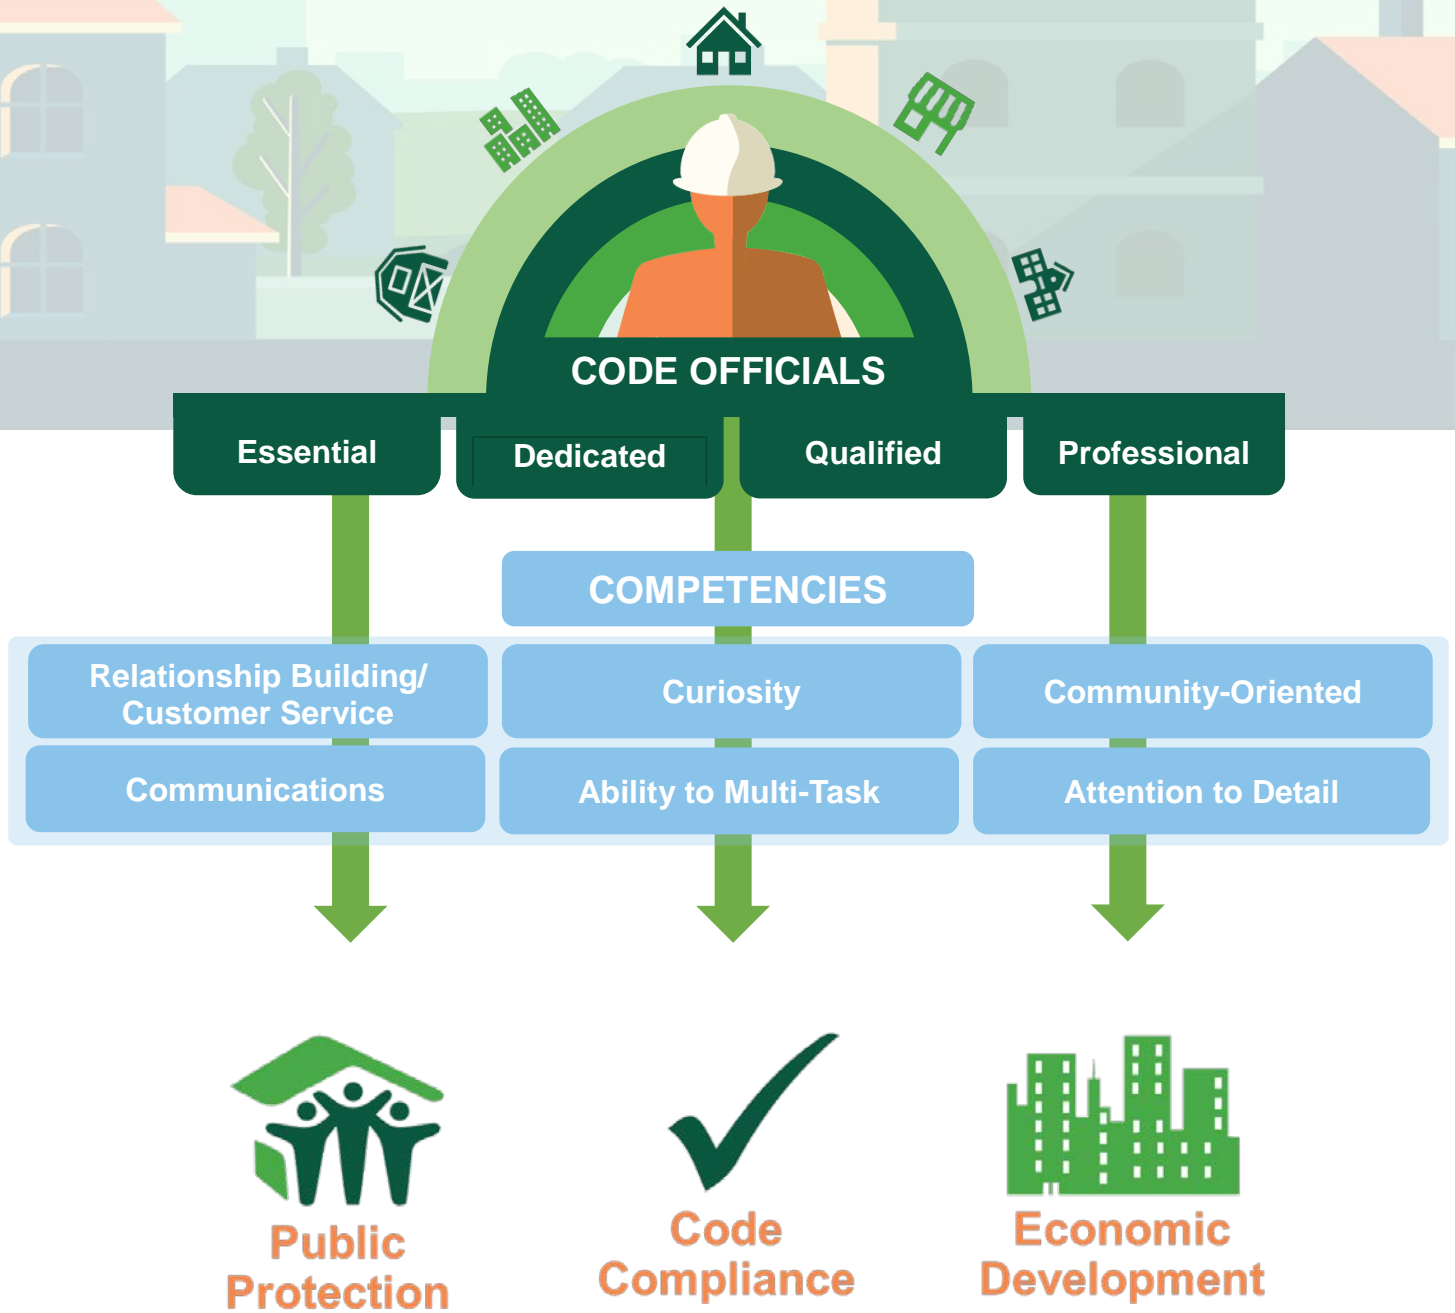 CODE OFFICIALS
Essential
Dedicated
Qualified
Professional
COMPETENCIES
Relationship Building/
Customer Service
Curiosity
Community-Oriented
Communications
Ability to Multi-Task
Attention to Detail
Public
Protection
Code
Compliance
Economic
Development